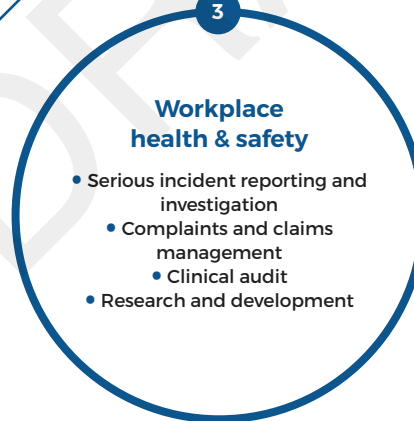 3
Workplace
health & safety
• Serious incident reporting and
investigation
• Complaints and claims
management
• Clinical audit
• Research and development